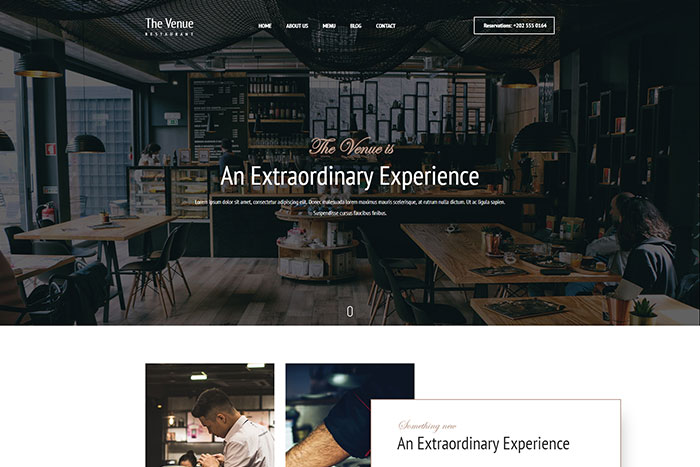 The Venue
RESTAURANT
HOME ABOUT US MENU BLOG CONTACT
Reservations: +202 555 0164
The Venue is
An Extraordinary Experience
Lorem ipsum dolor sit amet, consectetur adipiscing elit. Donec malesuada lorem maximus mauris scelerisque, at rutrum nulla dictum. Ut ac ligula sapien.
Suspendisse cursus faucibus finibus.
Something new
An Extraordinary Experience